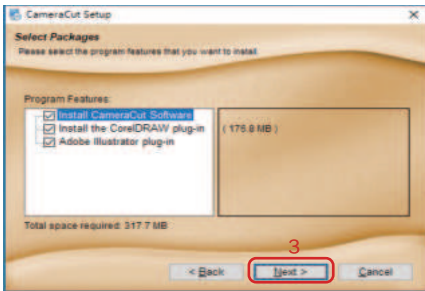 CameraCut Setup
Select Packages
Please select the program features that you want to install.
Program Features:
Install CameraCut Software
Install the CorelDRAW plug-in
Adobe Illustrator plug-in
( 176.8 MB )
Total space required: 317.7 MB
3
< Back
Next >
Cancel